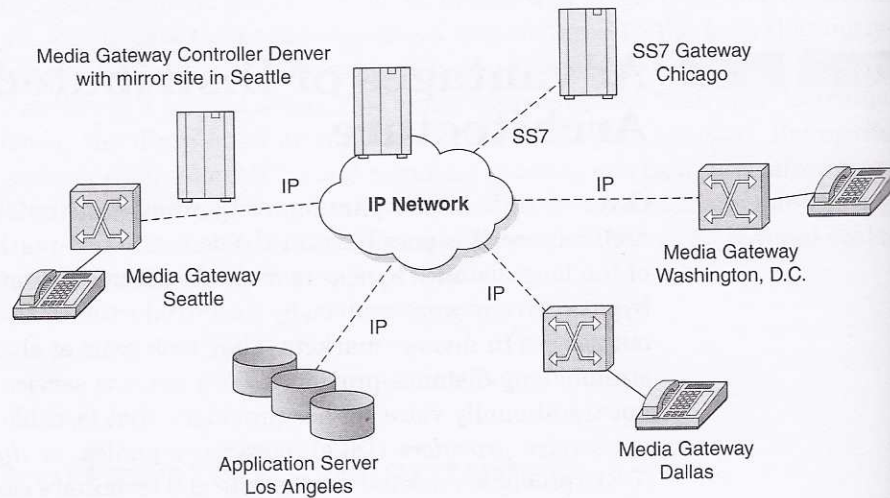 Media Gateway Controller Denver
with mirror site in Seattle
SS7 Gateway
Chicago
SS7
IP
IP Network
IP
Media Gateway
Seattle
Media Gateway
Washington, D.C.
IP
IP
Application Server
Los Angeles
Media Gateway
Dallas